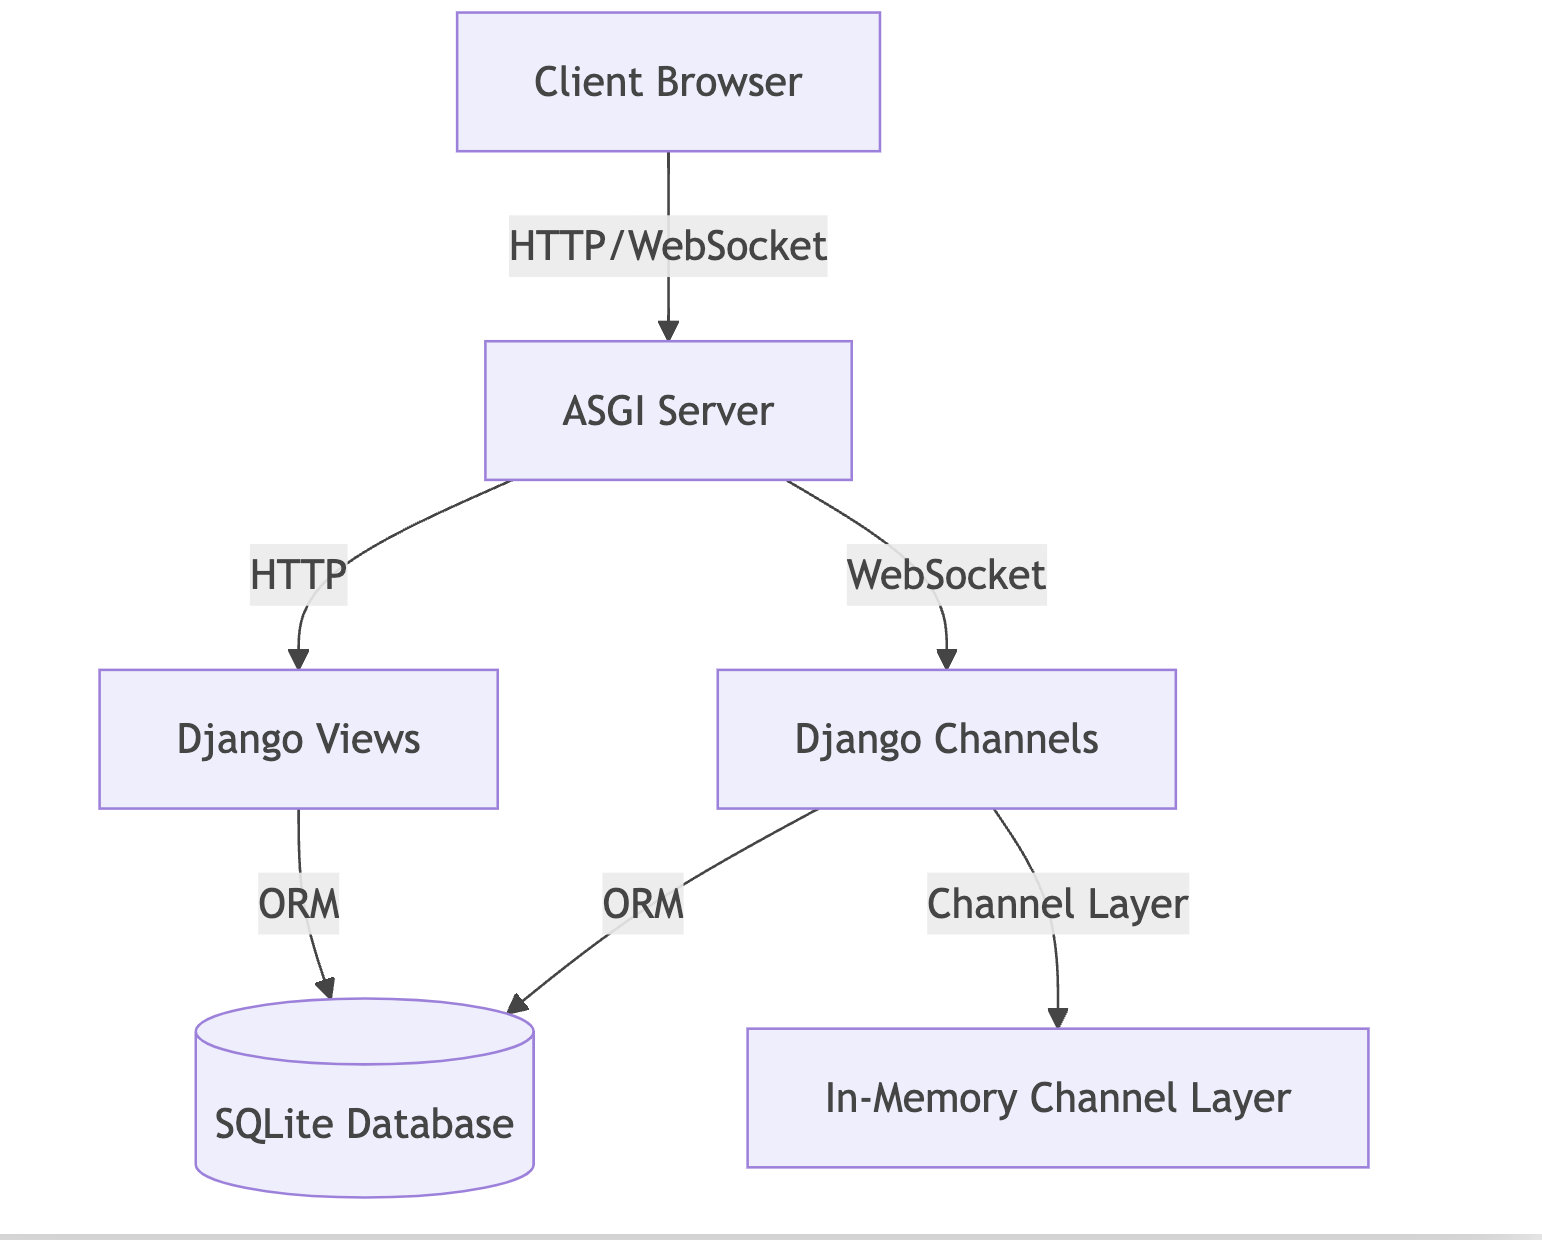 Client Browser
HTTP/WebSocket
ASGI Server
HTTP
WebSocket
Django Views
Django Channels
ORM
ORM
Channel Layer
SQLite Database
In-Memory Channel Layer